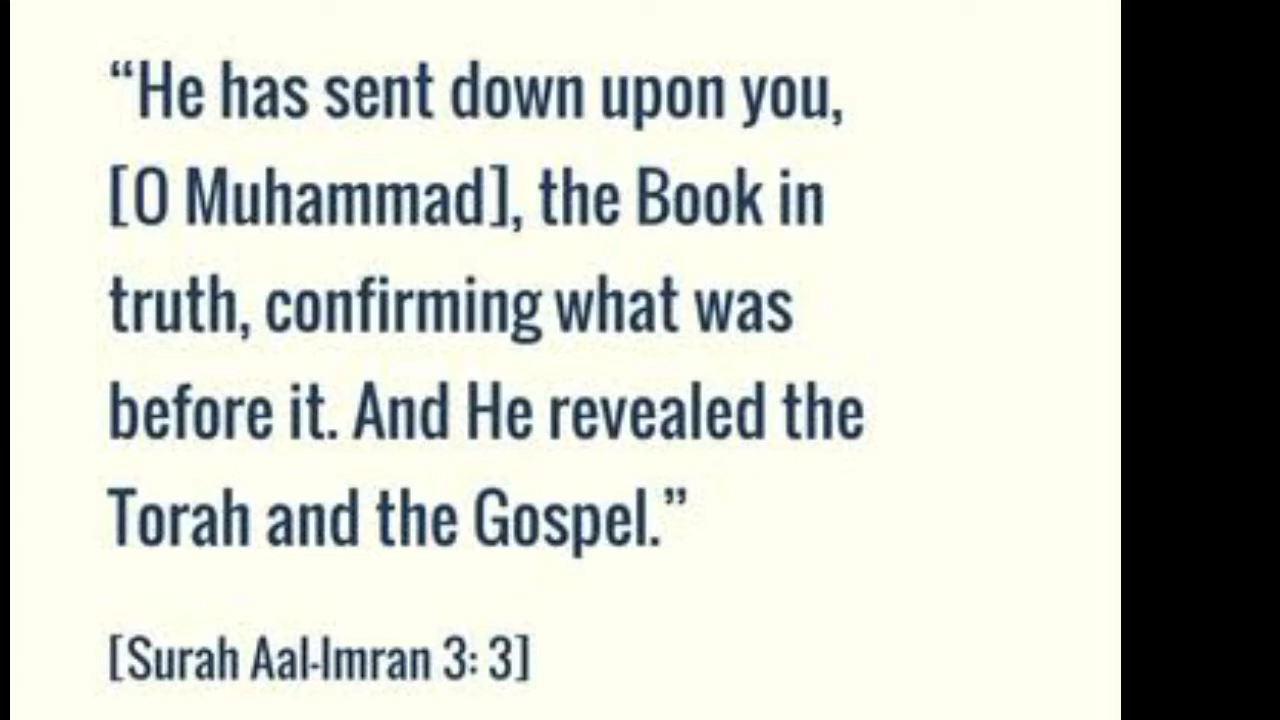 “He has sent down upon you,
[O Muhammad], the Book in
truth, confirming what was
before it. And He revealed the
Torah and the Gospel.”
[Surah Aal-Imran 3: 3]